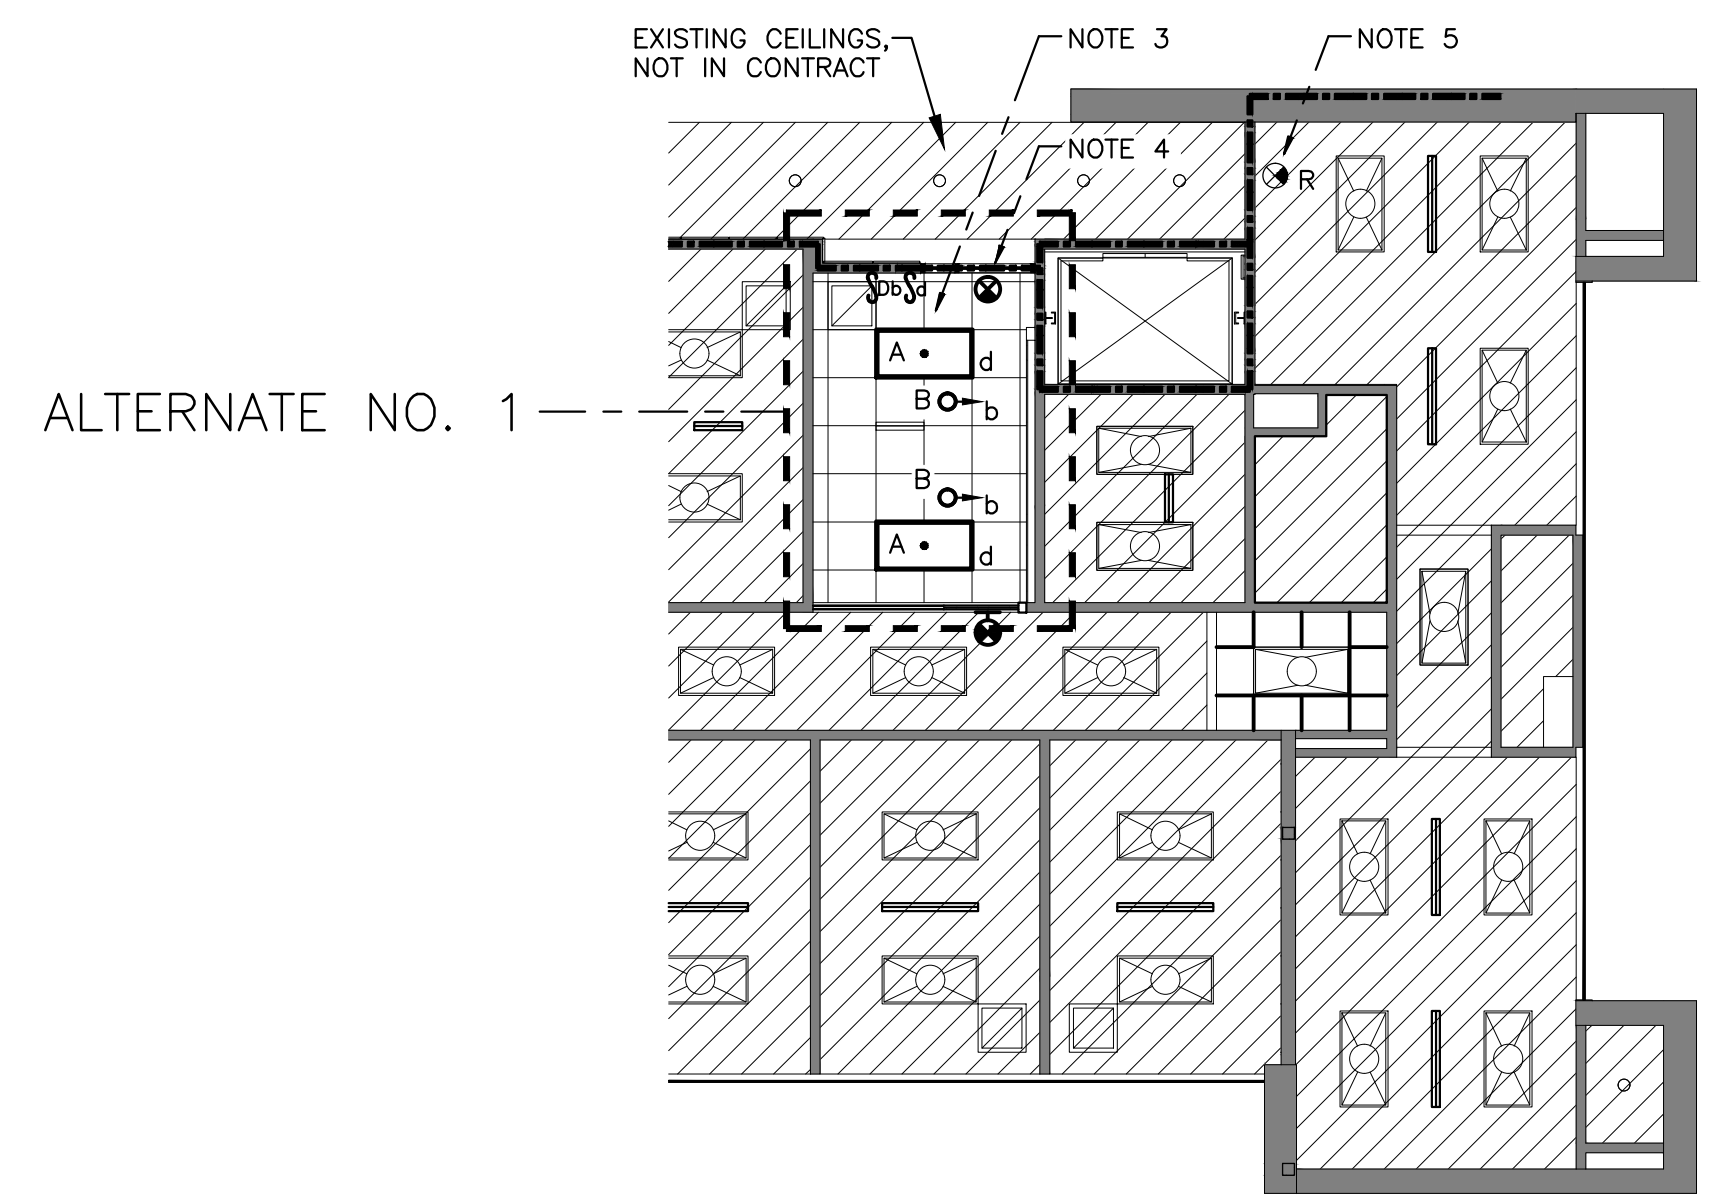 EXISTING CEILINGS,
NOT IN CONTRACT
NOTE 3
NOTE 5
NOTE 4
R
Db d
A
d
B
b
ALTERNATE NO. 1
B
b
A
d